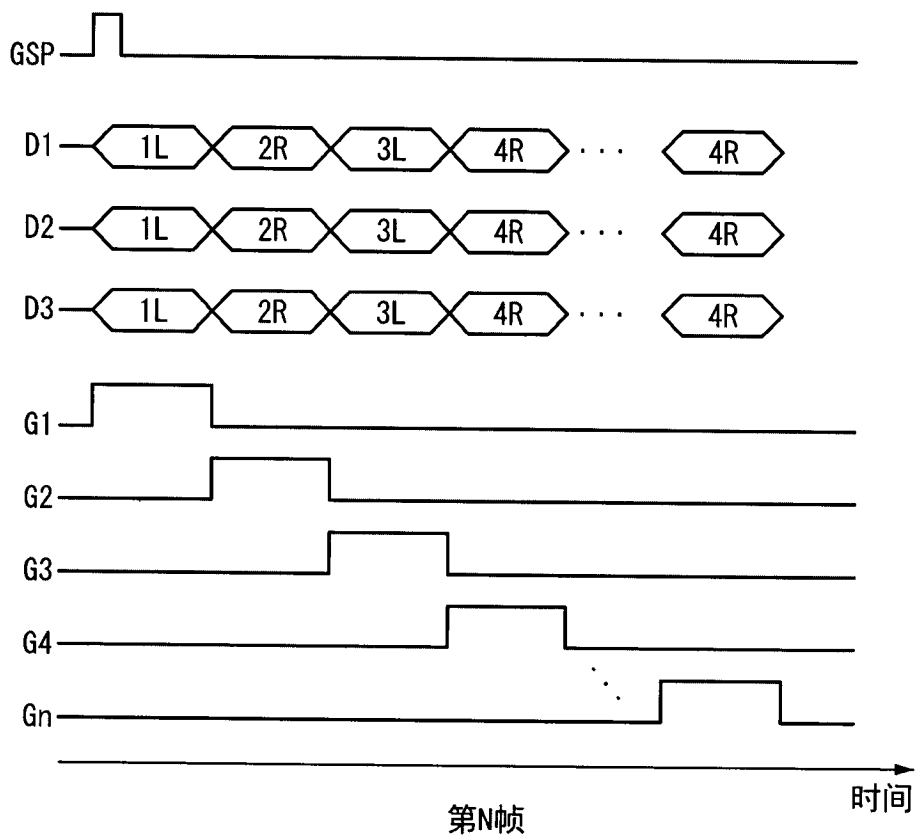 GSP
D1 1L 2R 3L 4R ··· 4R
D2 1L 2R 3L 4R ··· 4R
D3 1L 2R 3L 4R ··· 4R
G1
G2
G3
G4
Gn
时间
第N帧